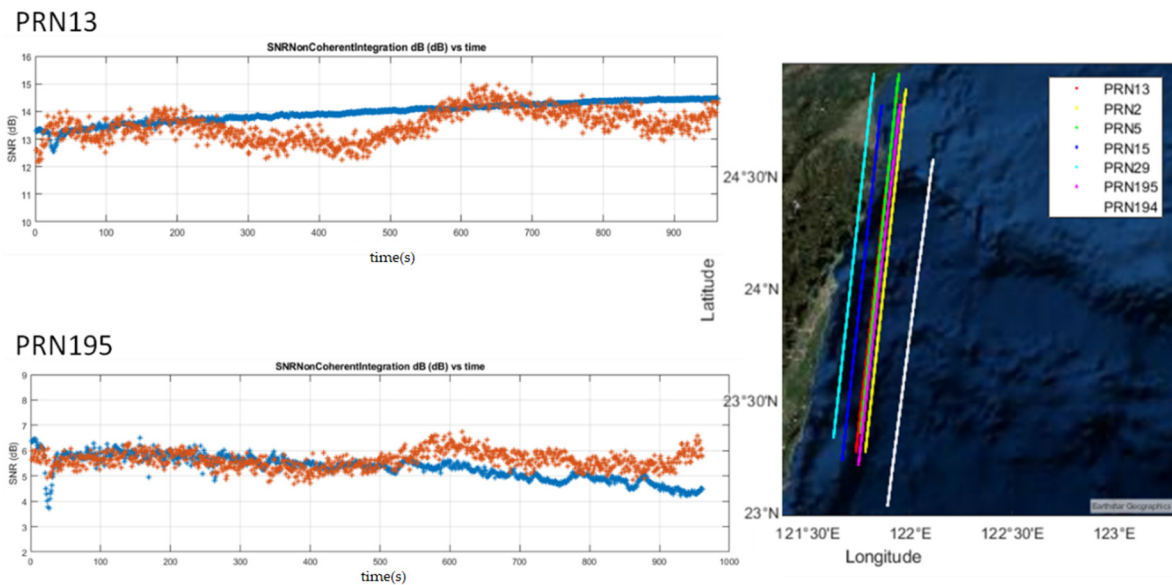 PRN13
SNRNonCoherentIntegration dB (dB) vs time
16
15
14
13
12
11
10
SNR (dB)
0 100 200 300 400 500 600 700 800 900
time(s)
PRN195
SNRNonCoherentIntegration dB (dB) vs time
9
8
7
6
5
4
3
2
SNR (dB)
0 100 200 300 400 500 600 700 800 900 1000
time(s)
PRN13
PRN2
PRN5
PRN15
PRN29
PRN195
PRN194
24°30'N
24°N
23°30'N
23°N
Latitude
Earthstar Geographics
121°30'E 122°E 122°30'E 123°E
Longitude